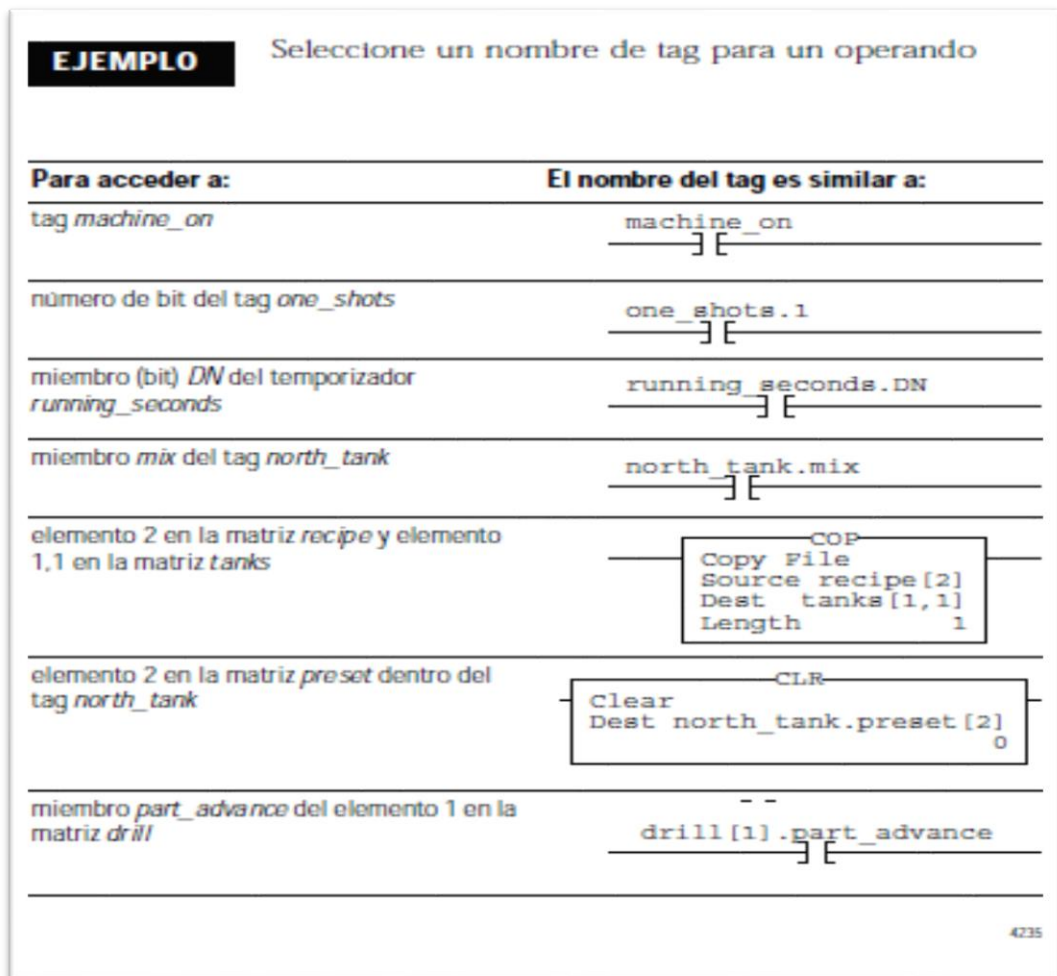 EJEMPLO
Seleccione un nombre de tag para un operando
Para acceder a:
El nombre del tag es similar a:
tag machine_on
machine_on
número de bit del tag one_shots
one_shots.1
miembro (bit) DN del temporizador
running_seconds
running_seconds.DN
miembro mix del tag north_tank
north_tank.mix
elemento 2 en la matriz recipe y elemento
1,1 en la matriz tanks
COP
Copy File
Source recipe[2]
Dest tanks[1,1]
Length 1
elemento 2 en la matriz preset dentro del
tag north_tank
CLR
Clear
Dest north_tank.preset[2]
0
miembro part_advance del elemento 1 en la
matriz drill
drill[1].part_advance
4235